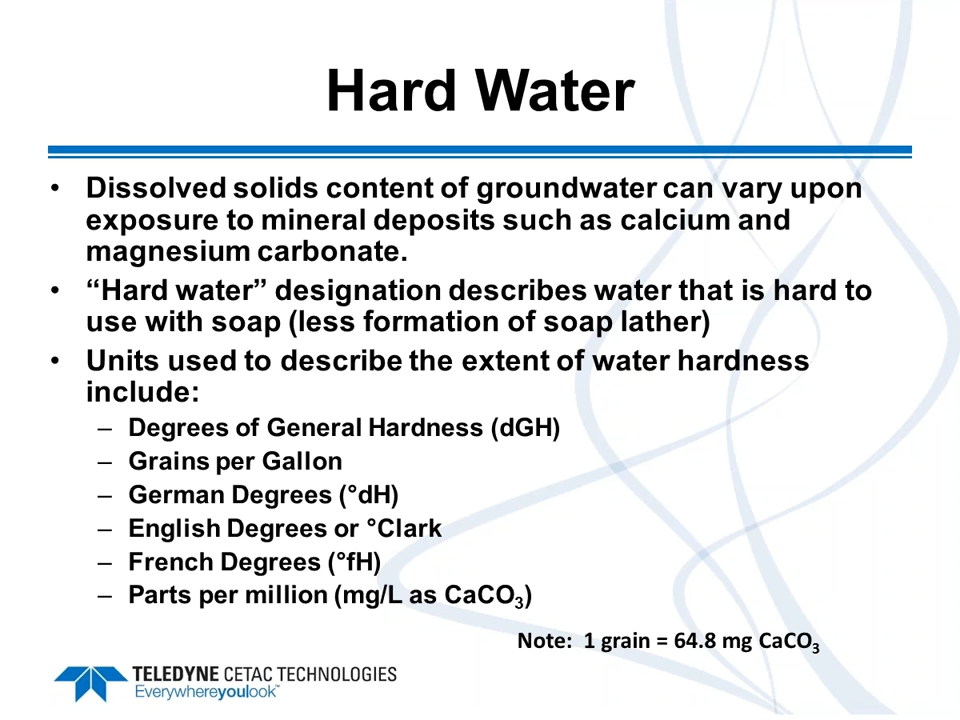 Hard Water
• Dissolved solids content of groundwater can vary upon
exposure to mineral deposits such as calcium and
magnesium carbonate.
• “Hard water” designation describes water that is hard to
use with soap (less formation of soap lather)
• Units used to describe the extent of water hardness
include:
– Degrees of General Hardness (dGH)
– Grains per Gallon
– German Degrees (°dH)
– English Degrees or °Clark
– French Degrees (°fH)
– Parts per million (mg/L as CaCO₃)
Note:  1 grain = 64.8 mg CaCO₃
TELEDYNE CETAC TECHNOLOGIES
Everywhereyoulook™